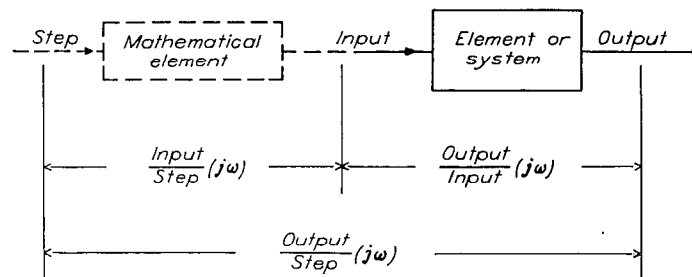 Step
Mathematical
element
Input
Element or
system
Output
Input
Step
(jω)
Output
Input
(jω)
Output
Step
(jω)